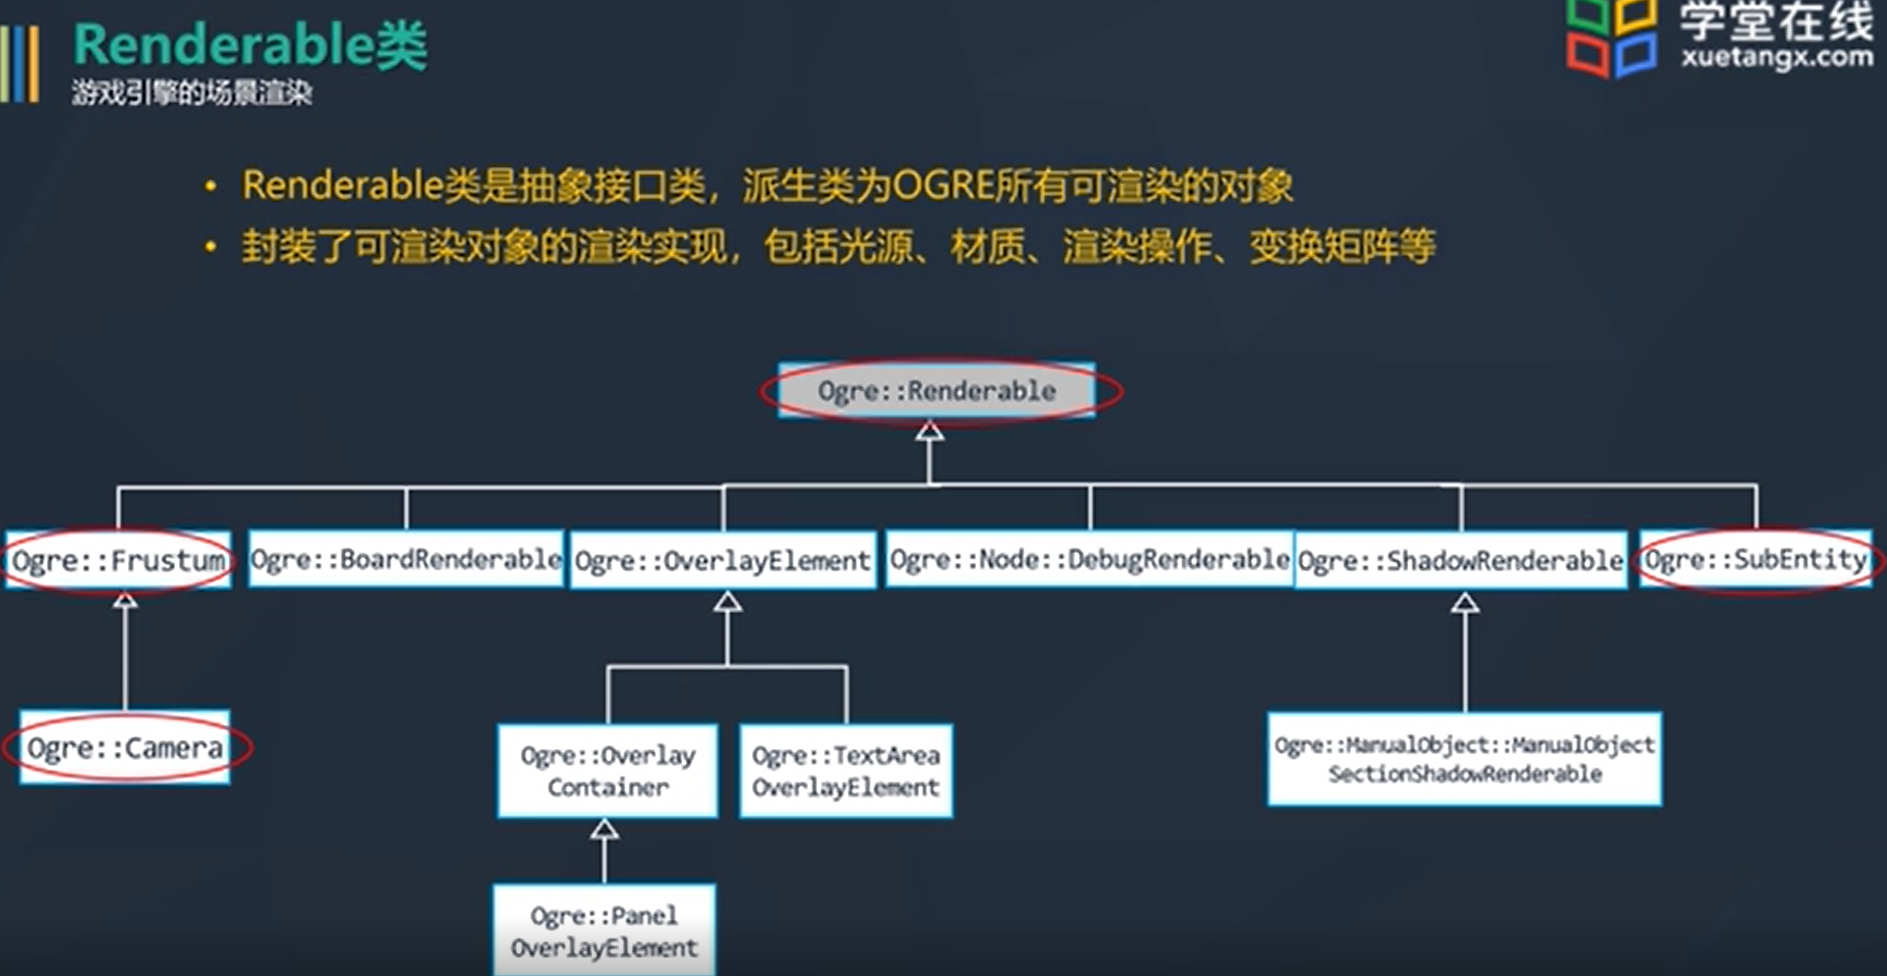 Renderable类
游戏引擎的场景渲染
学堂在线
xuetangx.com
• Renderable类是抽象接口类，派生类为OGRE所有可渲染的对象
• 封装了可渲染对象的渲染实现，包括光源、材质、渲染操作、变换矩阵等
Ogre::Renderable
Ogre::Frustum
Ogre::BoardRenderable
Ogre::OverlayElement
Ogre::Node::DebugRenderable
Ogre::ShadowRenderable
Ogre::SubEntity
Ogre::Camera
Ogre::Overlay
Container
Ogre::TextArea
OverlayElement
Ogre::ManualObject::ManualObject
SectionShadowRenderable
Ogre::Panel
OverlayElement